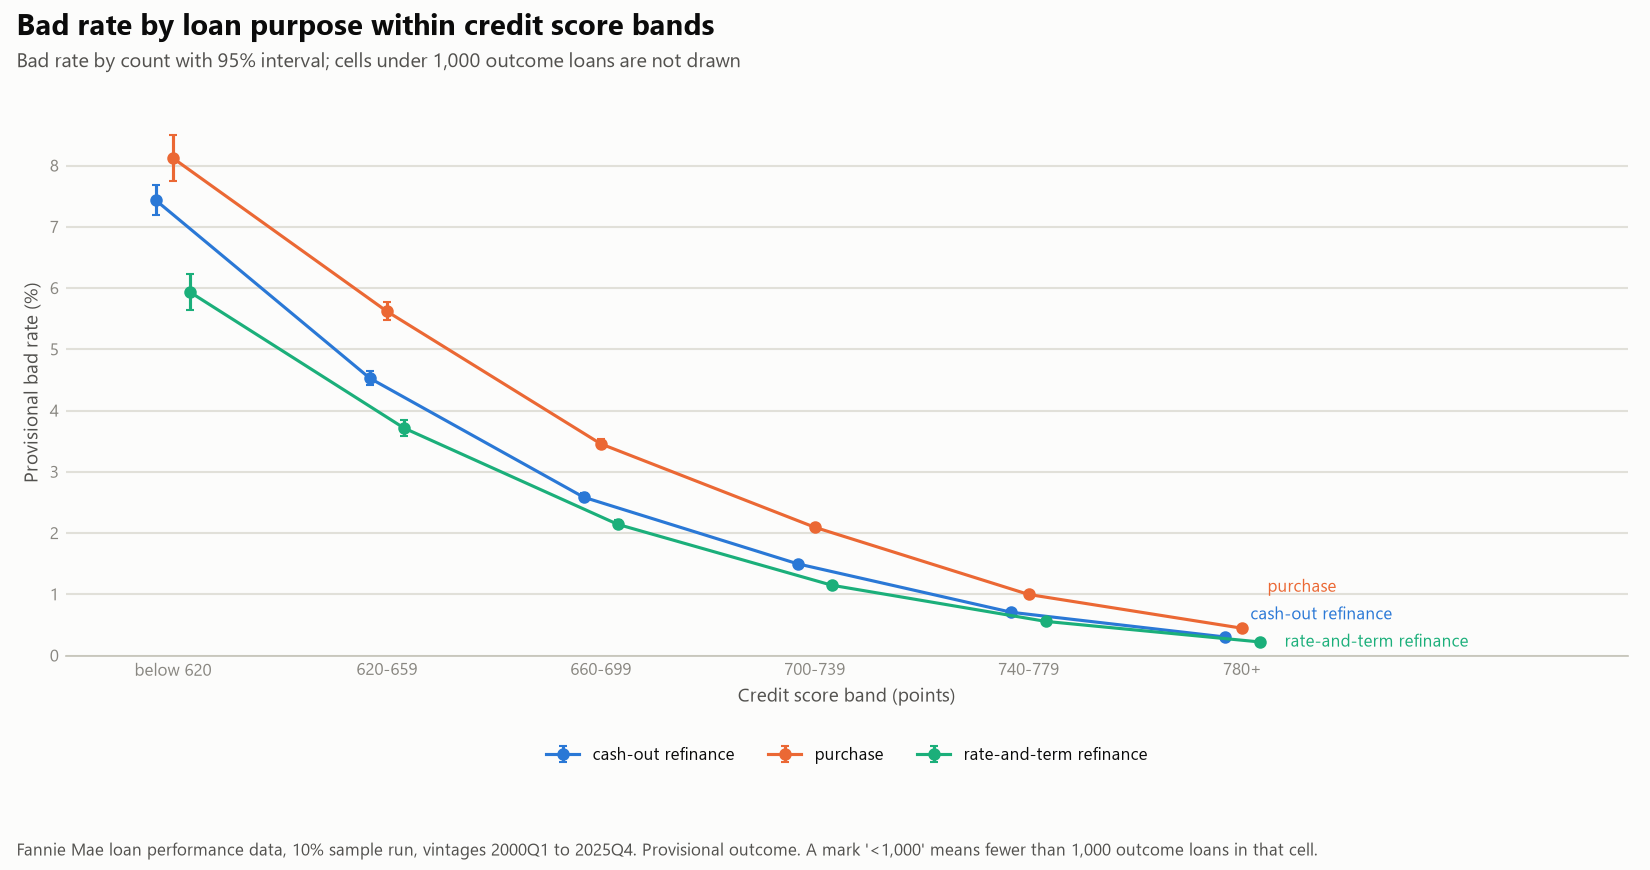 Bad rate by loan purpose within credit score bands
Bad rate by count with 95% interval; cells under 1,000 outcome loans are not drawn
Provisional bad rate (%)
8
7
6
5
4
3
2
1
0
purchase
cash-out refinance
rate-and-term refinance
below 620
620-659
660-699
700-739
740-779
780+
Credit score band (points)
cash-out refinance
purchase
rate-and-term refinance
Fannie Mae loan performance data, 10% sample run, vintages 2000Q1 to 2025Q4. Provisional outcome. A mark '<1,000' means fewer than 1,000 outcome loans in that cell.